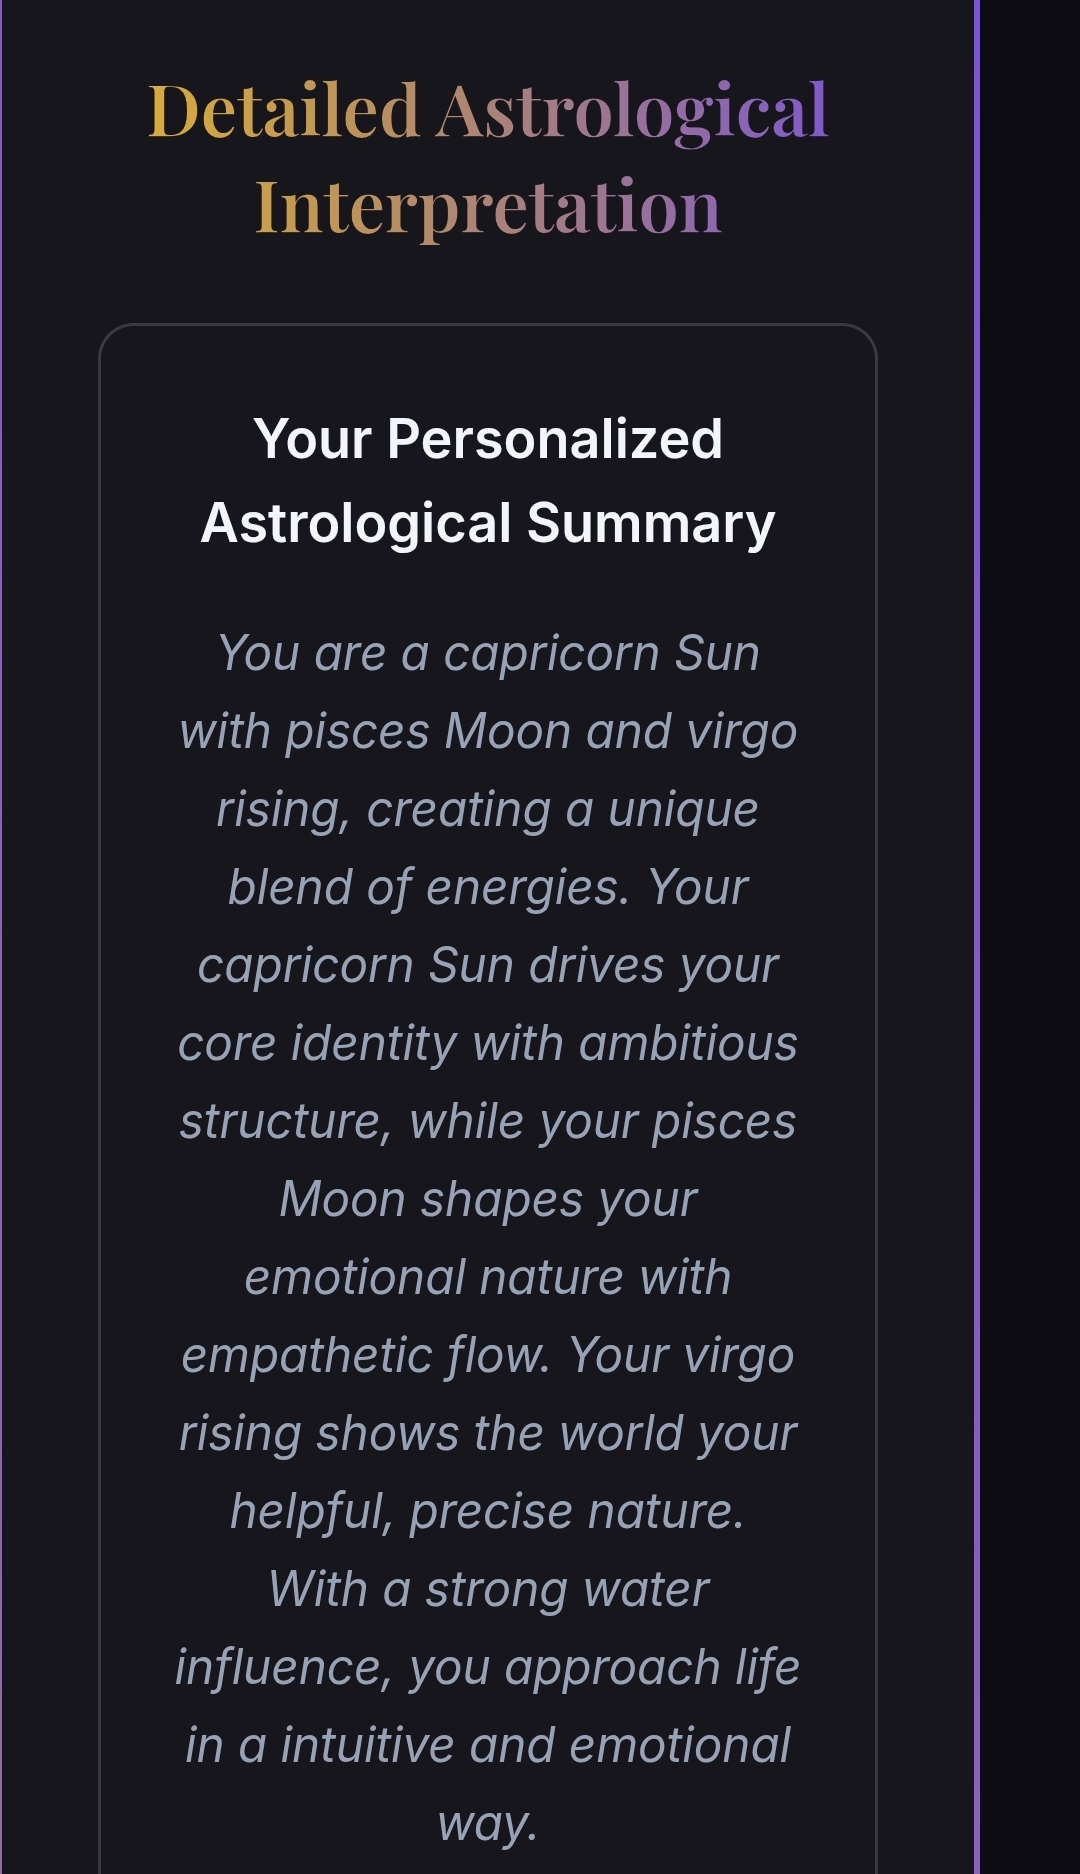 Detailed Astrological
Interpretation
Your Personalized
Astrological Summary
You are a capricorn Sun
with pisces Moon and virgo
rising, creating a unique
blend of energies. Your
capricorn Sun drives your
core identity with ambitious
structure, while your pisces
Moon shapes your
emotional nature with
empathetic flow. Your virgo
rising shows the world your
helpful, precise nature.
With a strong water
influence, you approach life
in a intuitive and emotional
way.